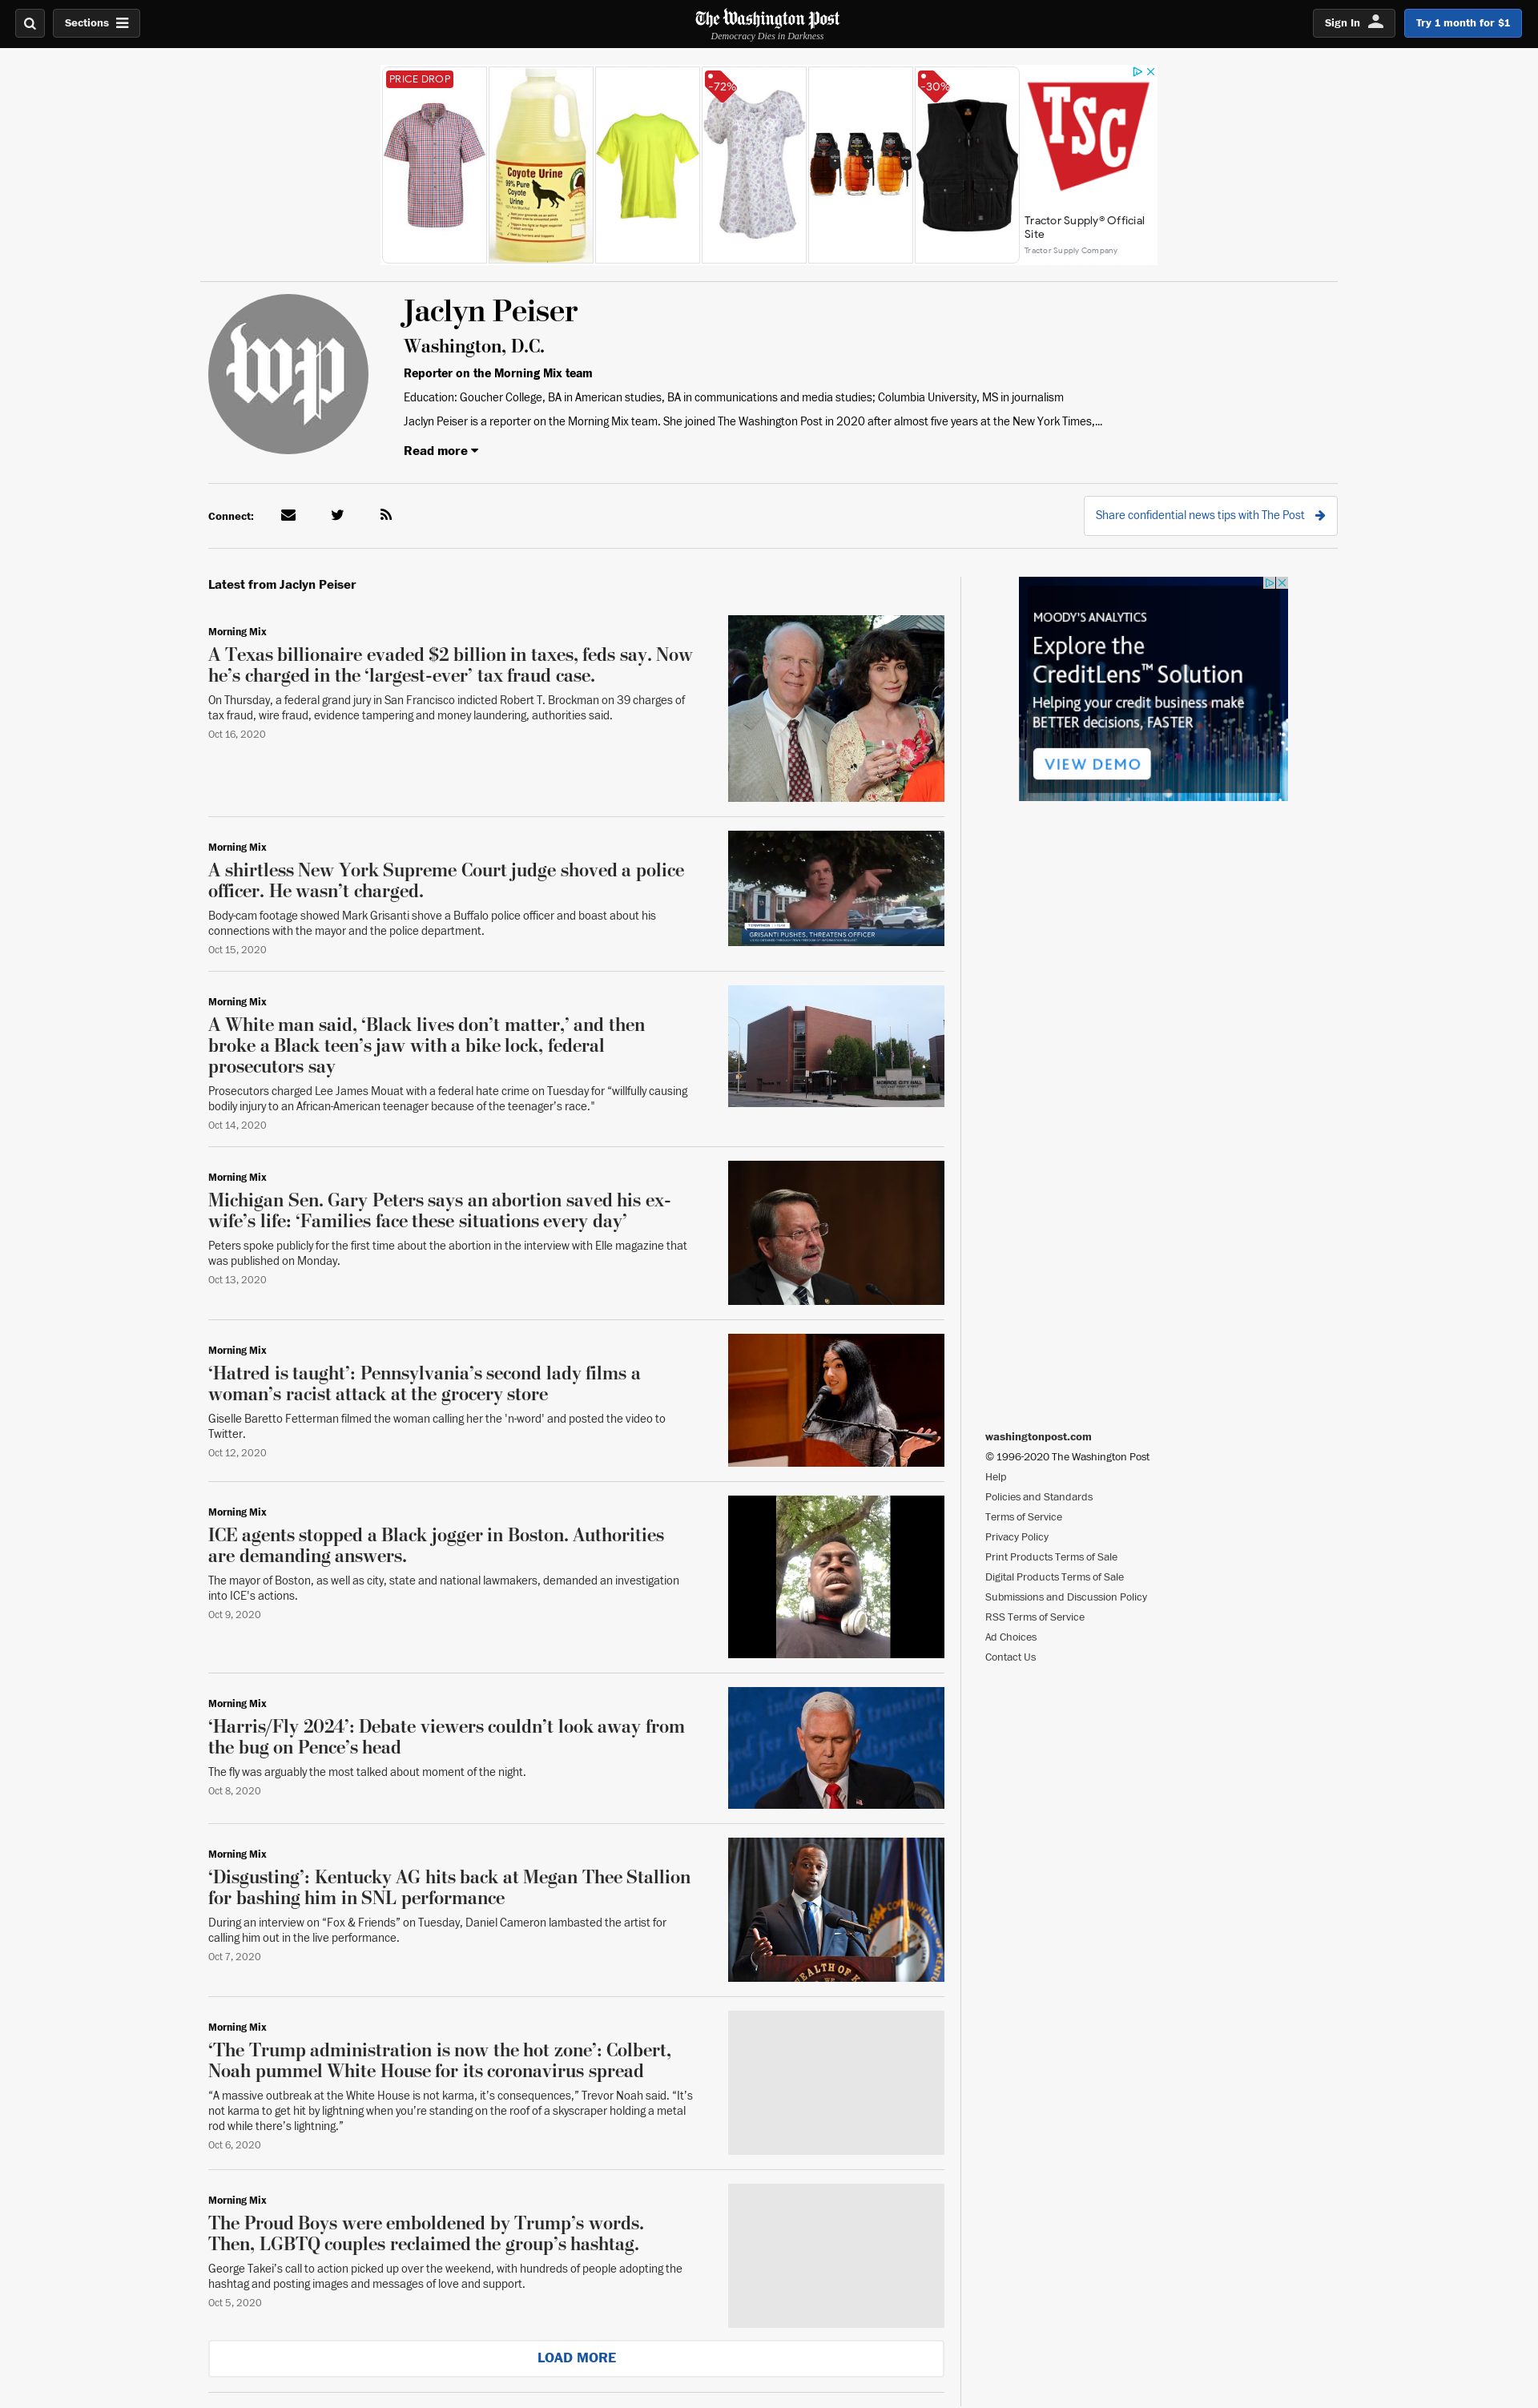 Sections
The Washington Post
Democracy Dies in Darkness
Sign In
Try 1 month for $1
PRICE DROP
Coyote Urine
99% Pure
Coyote
Urine
-72%
-30%
TSC
Tractor Supply® Official
Site
Tractor Supply Company
wp
Jaclyn Peiser
Washington, D.C.
Reporter on the Morning Mix team
Education: Goucher College, BA in American studies, BA in communications and media studies; Columbia University, MS in journalism
Jaclyn Peiser is a reporter on the Morning Mix team. She joined The Washington Post in 2020 after almost five years at the New York Times,...
Read more
Connect:
Share confidential news tips with The Post
Latest from Jaclyn Peiser
Morning Mix
A Texas billionaire evaded $2 billion in taxes, feds say. Now
he’s charged in the ‘largest-ever’ tax fraud case.
On Thursday, a federal grand jury in San Francisco indicted Robert T. Brockman on 39 charges of
tax fraud, wire fraud, evidence tampering and money laundering, authorities said.
Oct 16, 2020
MOODY'S ANALYTICS
Explore the
CreditLens™ Solution
Helping your credit business make
BETTER decisions, FASTER
VIEW DEMO
Morning Mix
A shirtless New York Supreme Court judge shoved a police
officer. He wasn’t charged.
Body-cam footage showed Mark Grisanti shove a Buffalo police officer and boast about his
connections with the mayor and the police department.
Oct 15, 2020
GRISANTI PUSHES, THREATENS OFFICER
Morning Mix
A White man said, ‘Black lives don’t matter,’ and then
broke a Black teen’s jaw with a bike lock, federal
prosecutors say
Prosecutors charged Lee James Mouat with a federal hate crime on Tuesday for “willfully causing
bodily injury to an African-American teenager because of the teenager’s race."
Oct 14, 2020
MONROE CITY HALL
Morning Mix
Michigan Sen. Gary Peters says an abortion saved his ex-
wife’s life: ‘Families face these situations every day’
Peters spoke publicly for the first time about the abortion in the interview with Elle magazine that
was published on Monday.
Oct 13, 2020
Morning Mix
‘Hatred is taught’: Pennsylvania’s second lady films a
woman’s racist attack at the grocery store
Giselle Baretto Fetterman filmed the woman calling her the 'n-word' and posted the video to
Twitter.
Oct 12, 2020
Morning Mix
ICE agents stopped a Black jogger in Boston. Authorities
are demanding answers.
The mayor of Boston, as well as city, state and national lawmakers, demanded an investigation
into ICE's actions.
Oct 9, 2020
Morning Mix
‘Harris/Fly 2024’: Debate viewers couldn’t look away from
the bug on Pence’s head
The fly was arguably the most talked about moment of the night.
Oct 8, 2020
Morning Mix
‘Disgusting’: Kentucky AG hits back at Megan Thee Stallion
for bashing him in SNL performance
During an interview on “Fox & Friends” on Tuesday, Daniel Cameron lambasted the artist for
calling him out in the live performance.
Oct 7, 2020
Morning Mix
‘The Trump administration is now the hot zone’: Colbert,
Noah pummel White House for its coronavirus spread
“A massive outbreak at the White House is not karma, it’s consequences,” Trevor Noah said. “It’s
not karma to get hit by lightning when you’re standing on the roof of a skyscraper holding a metal
rod while there’s lightning.”
Oct 6, 2020
Morning Mix
The Proud Boys were emboldened by Trump’s words.
Then, LGBTQ couples reclaimed the group’s hashtag.
George Takei’s call to action picked up over the weekend, with hundreds of people adopting the
hashtag and posting images and messages of love and support.
Oct 5, 2020
LOAD MORE
washingtonpost.com
© 1996-2020 The Washington Post
Help
Policies and Standards
Terms of Service
Privacy Policy
Print Products Terms of Sale
Digital Products Terms of Sale
Submissions and Discussion Policy
RSS Terms of Service
Ad Choices
Contact Us